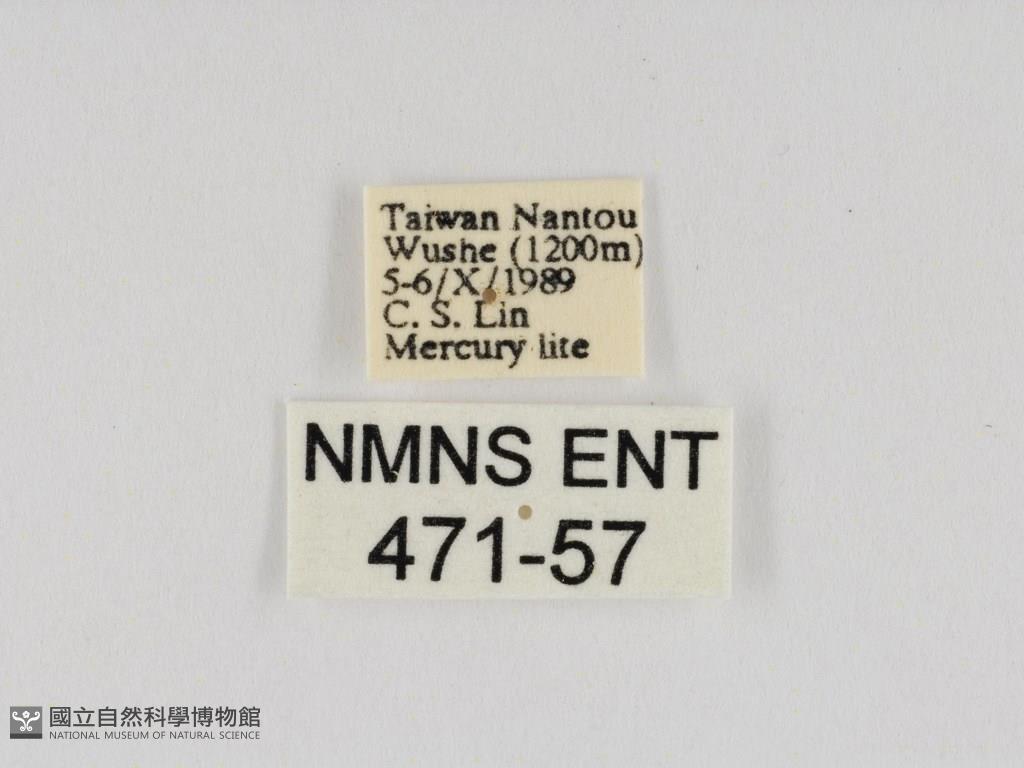 Taiwan Nantou
Wushe (1200m)
5-6/X/1989
C. S. Lin
Mercury lite
NMNS ENT
471-57
國立自然科學博物館
NATIONAL MUSEUM OF NATURAL SCIENCE